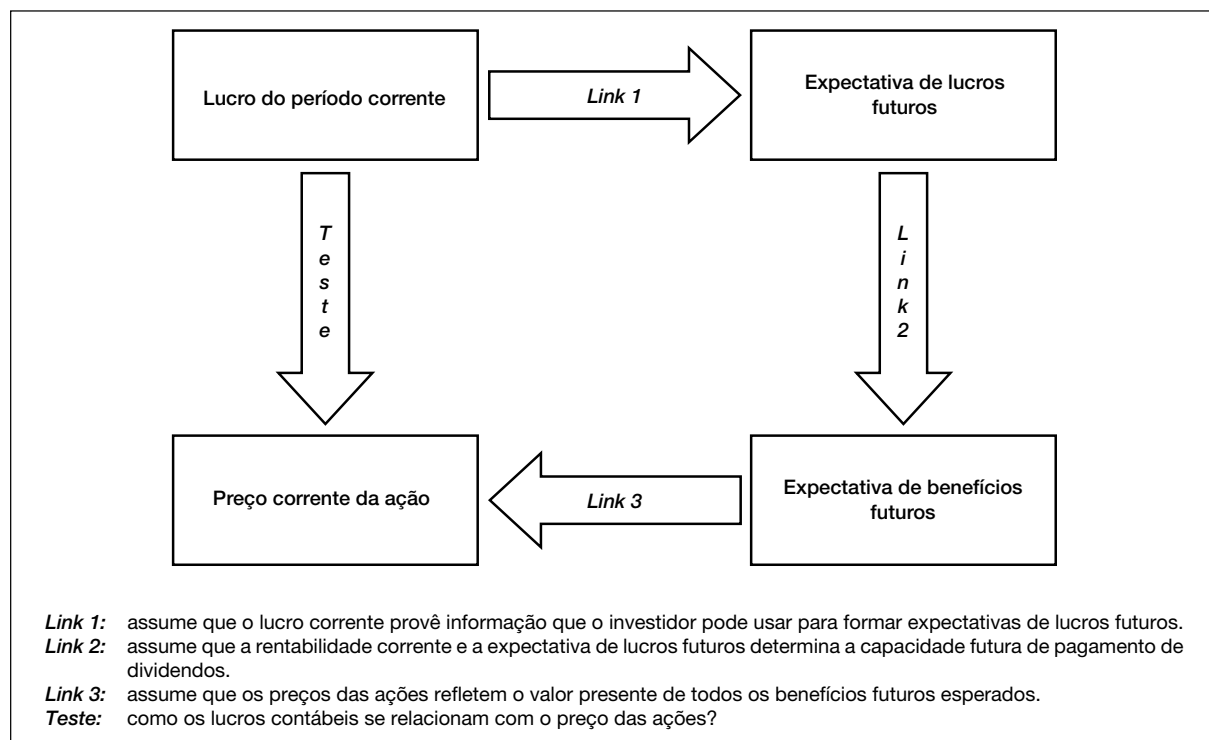 Lucro do período corrente
Link 1
Expectativa de lucros
futuros
T
e
s
t
e
L
i
n
k
2
Preço corrente da ação
Link 3
Expectativa de benefícios
futuros
Link 1: assume que o lucro corrente provê informação que o investidor pode usar para formar expectativas de lucros futuros.
Link 2: assume que a rentabilidade corrente e a expectativa de lucros futuros determina a capacidade futura de pagamento de
dividendos.
Link 3: assume que os preços das ações refletem o valor presente de todos os benefícios futuros esperados.
Teste: como os lucros contábeis se relacionam com o preço das ações?